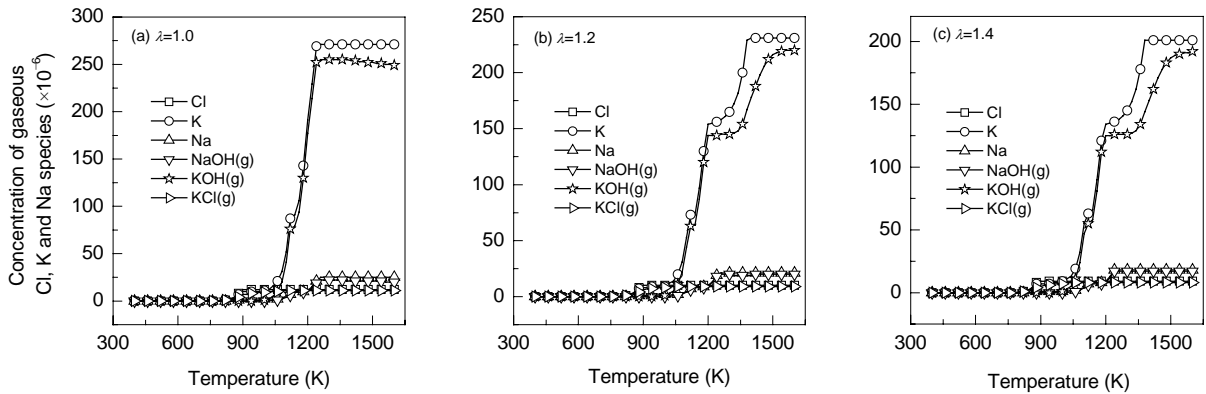 Concentration of gaseous
Cl, K and Na species (×10⁻⁶)
300
250
200
150
100
50
0
(a) λ=1.0
Cl
K
Na
NaOH(g)
KOH(g)
KCl(g)
300 600 900 1200 1500
Temperature (K)
250
200
150
100
50
0
(b) λ=1.2
Cl
K
Na
NaOH(g)
KOH(g)
KCl(g)
300 600 900 1200 1500
Temperature (K)
200
150
100
50
0
(c) λ=1.4
Cl
K
Na
NaOH(g)
KOH(g)
KCl(g)
300 600 900 1200 1500
Temperature (K)